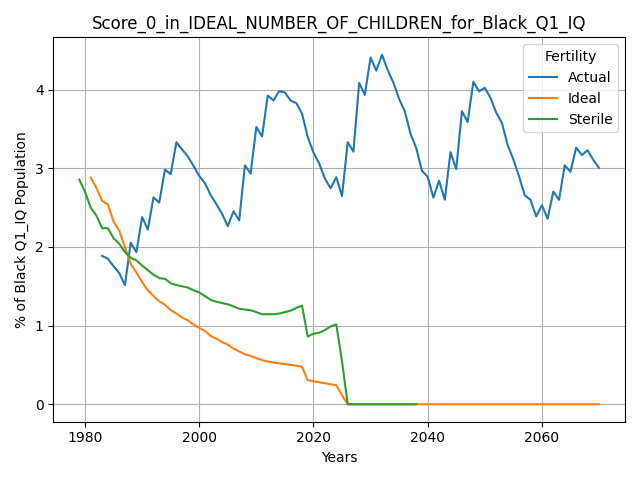 Score_0_in_IDEAL_NUMBER_OF_CHILDREN_for_Black_Q1_IQ
Fertility
Actual
Ideal
Sterile
% of Black Q1_IQ Population
4
3
2
1
0
1980 2000 2020 2040 2060
Years